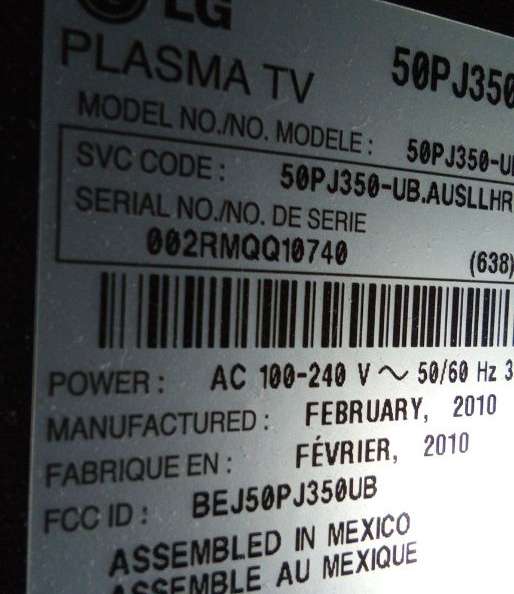 LG
PLASMA TV 50PJ350
MODEL NO./NO. MODELE : 50PJ350-U
SVC CODE : 50PJ350-UB.AUSLLHR
SERIAL NO./NO. DE SERIE
002RMQQ10740 (638)
POWER : AC 100-240 V ~ 50/60 Hz 3
MANUFACTURED : FEBRUARY, 2010
FABRIQUE EN : FÉVRIER, 2010
FCC ID : BEJ50PJ350UB
ASSEMBLED IN MEXICO
ASSEMBLE AU MEXIQUE